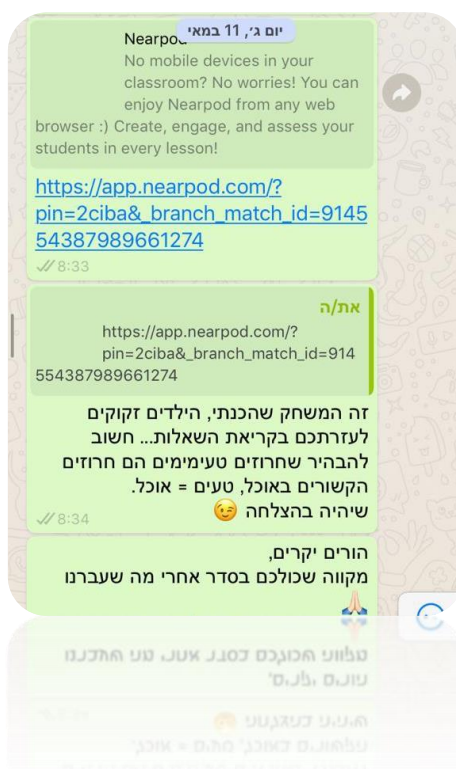 יום ג׳, 11 במאי
Nearpod
No mobile devices in your
classroom? No worries! You can
enjoy Nearpod from any web
browser :) Create, engage, and assess your
students in every lesson!
https://app.nearpod.com/?
pin=2ciba&_branch_match_id=9145
54387989661274
8:33
את/ה
https://app.nearpod.com/?
pin=2ciba&_branch_match_id=914
554387989661274
זה המשחק שהכנתי, הילדים זקוקים
לעזרתכם בקריאת השאלות... חשוב
להבהיר שחרוזים טעימימים הם חרוזים
הקשורים באוכל, טעים = אוכל.
שיהיה בהצלחה 😉
8:34
הורים יקרים,
מקווה שכולכם בסדר אחרי מה שעברנו
🙏🏻